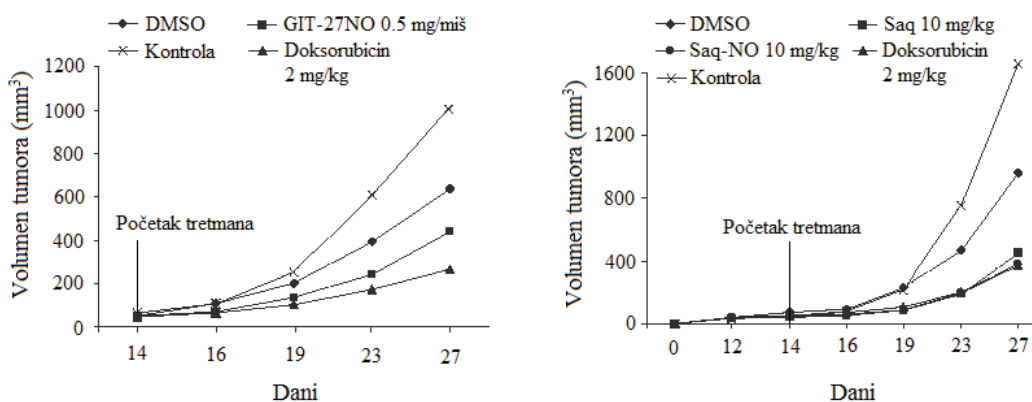 DMSO GIT-27NO 0.5 mg/miš
Kontrola Doksorubicin
2 mg/kg
Volumen tumora (mm³)
1200
1000
800
600
400
200
0
Početak tretmana
14 16 19 23 27
Dani
DMSO Saq 10 mg/kg
Saq-NO 10 mg/kg Doksorubicin
Kontrola 2 mg/kg
Volumen tumora (mm³)
1600
1200
800
400
0
Početak tretmana
0 12 14 16 19 23 27
Dani